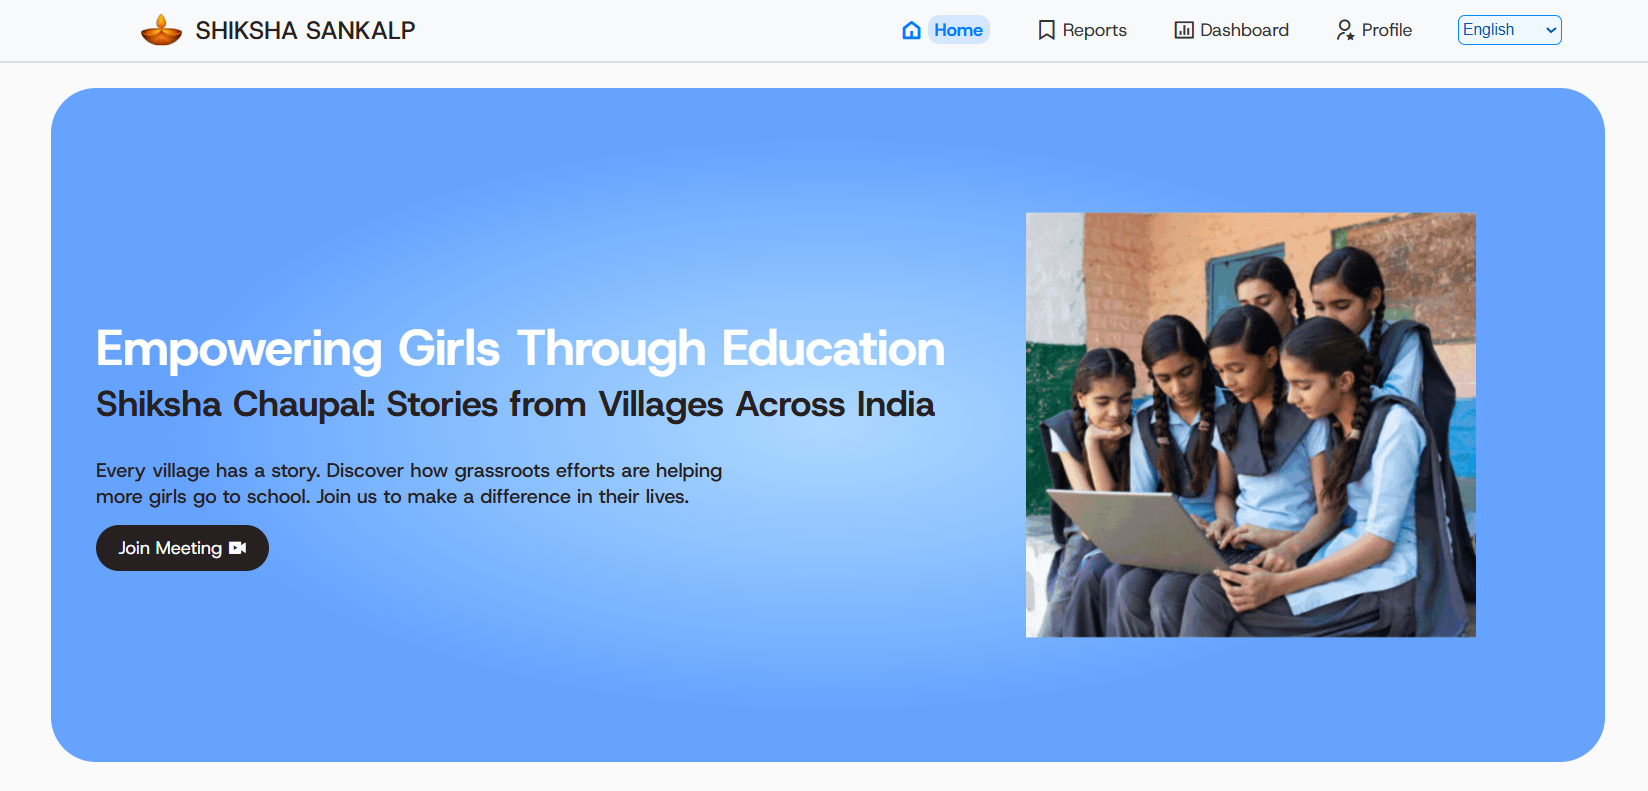 SHIKSHA SANKALP
Home
Reports
Dashboard
Profile
English
Empowering Girls Through Education
Shiksha Chaupal: Stories from Villages Across India
Every village has a story. Discover how grassroots efforts are helping
more girls go to school. Join us to make a difference in their lives.
Join Meeting